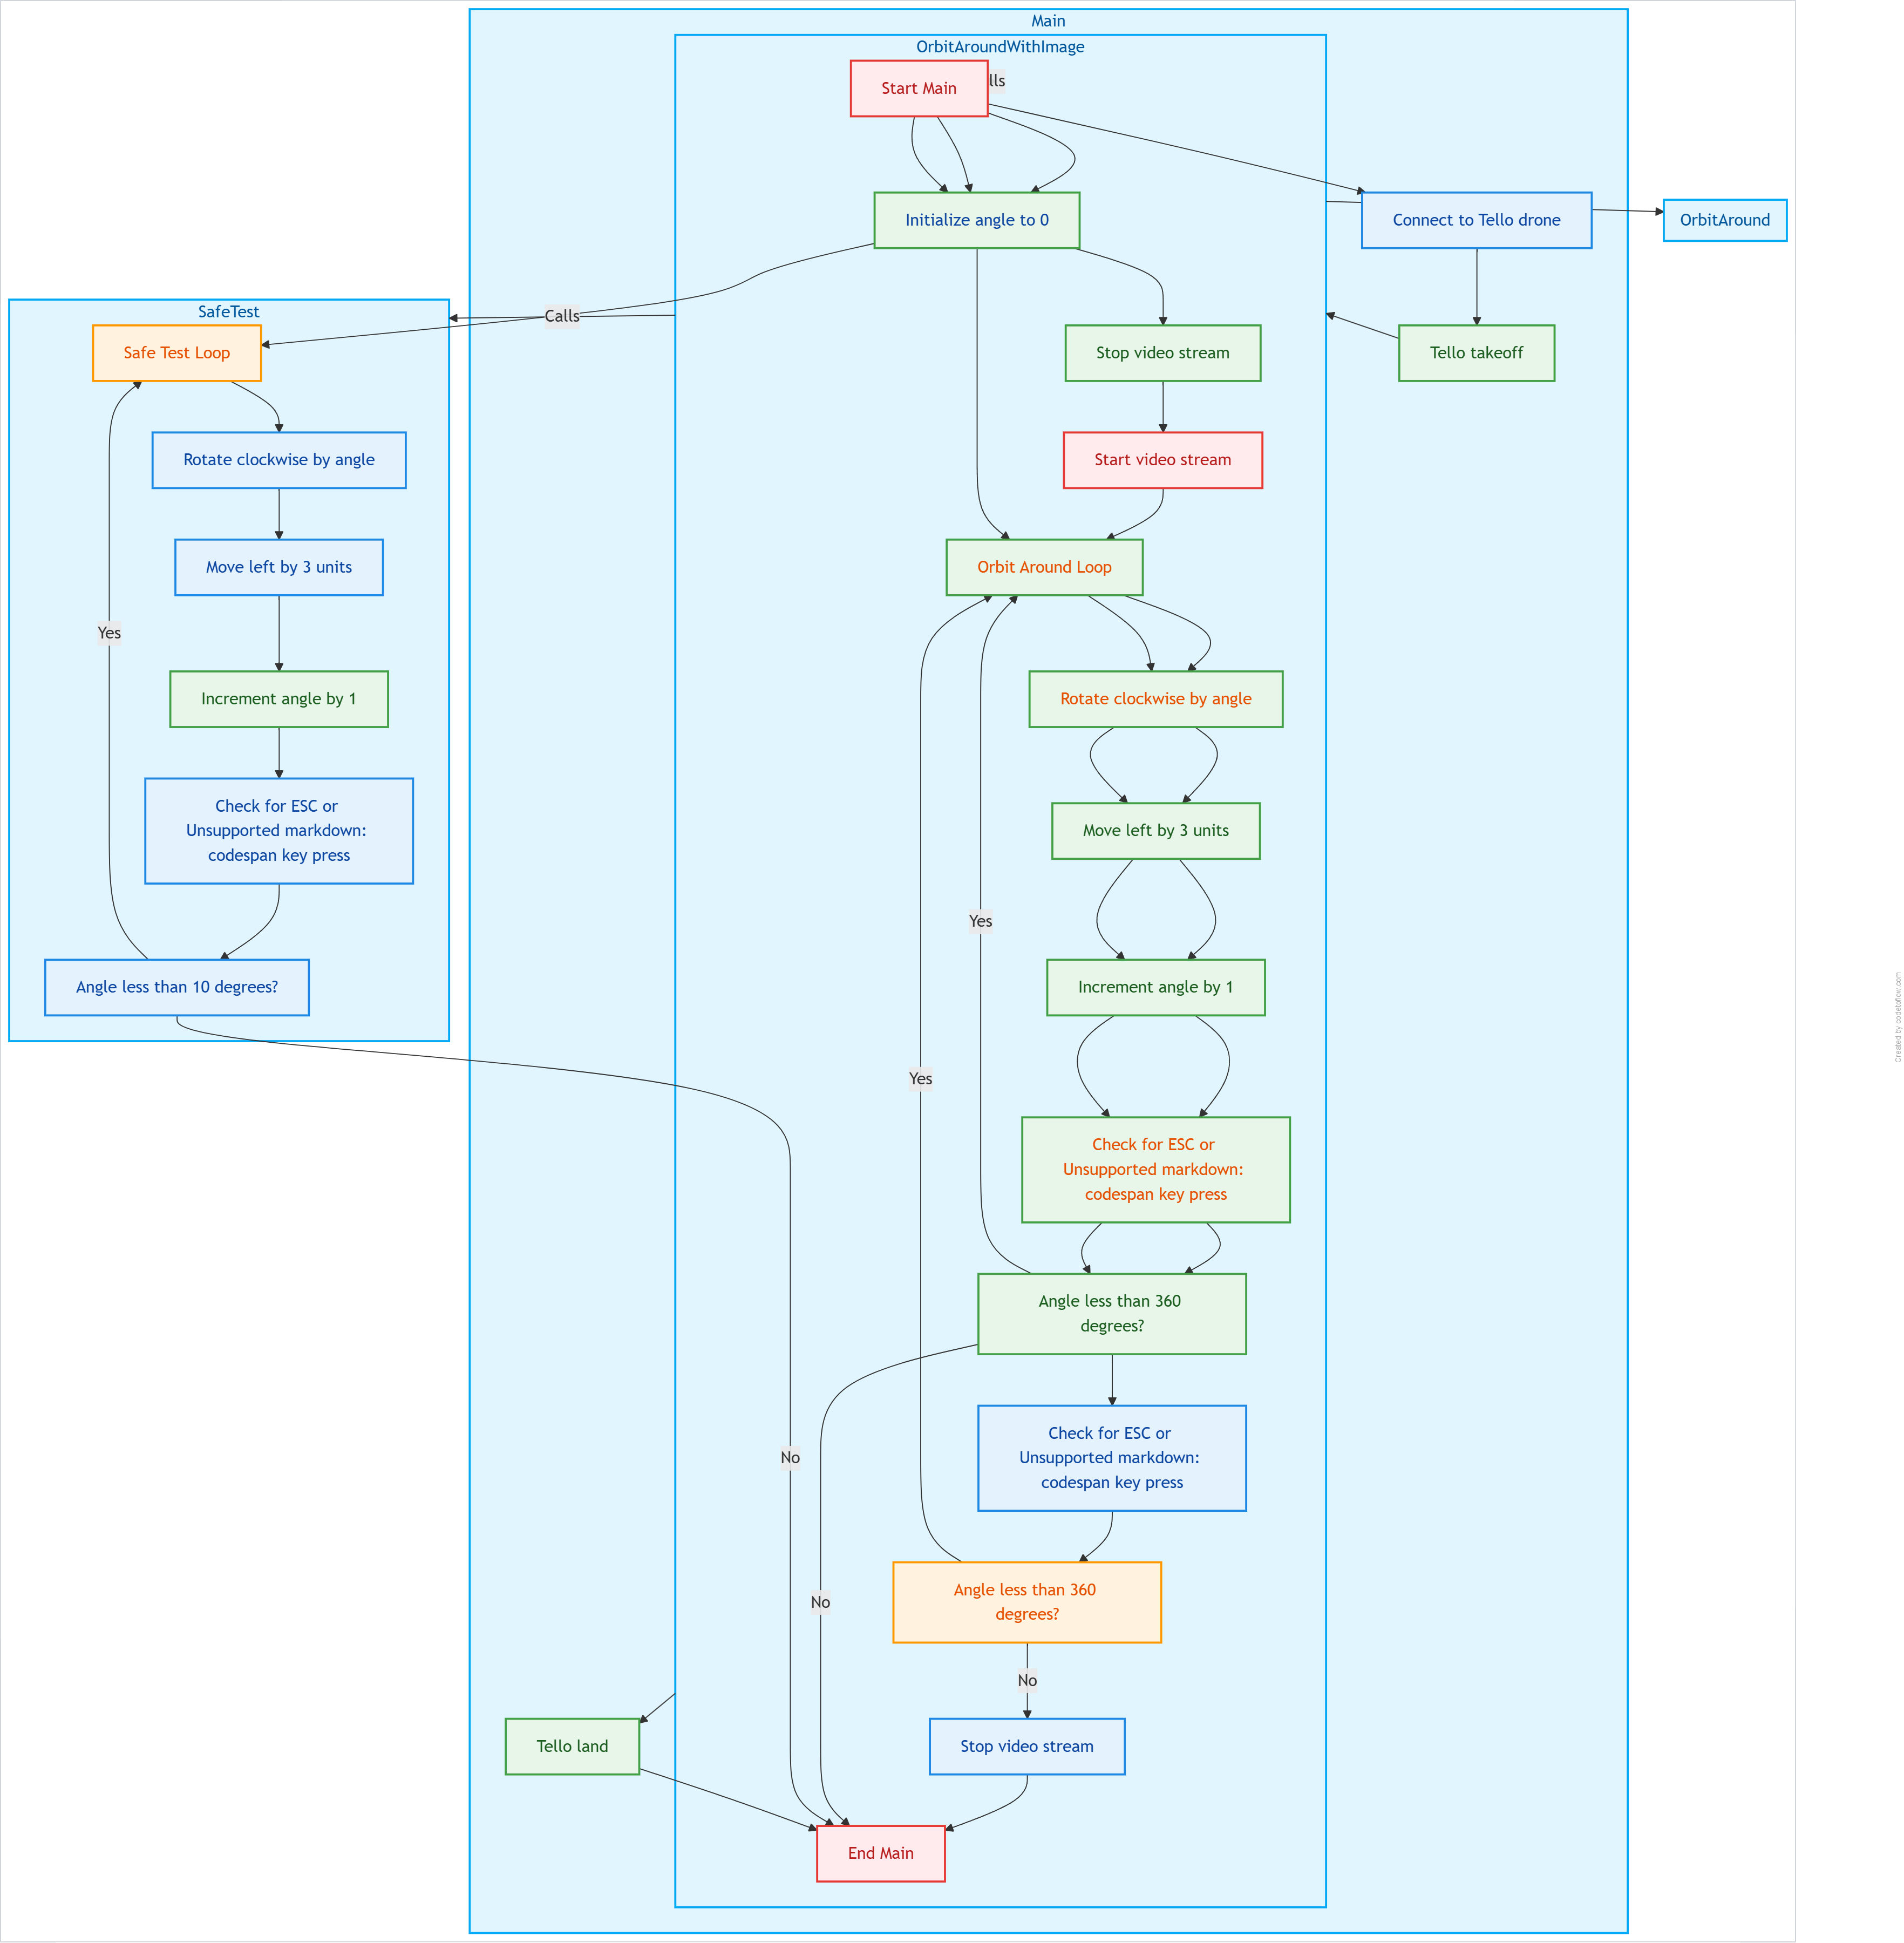 Main
OrbitAroundWithImage
Start Main
lls
Initialize angle to 0
Connect to Tello drone
OrbitAround
SafeTest
Calls
Safe Test Loop
Stop video stream
Tello takeoff
Rotate clockwise by angle
Start video stream
Move left by 3 units
Orbit Around Loop
Yes
Increment angle by 1
Rotate clockwise by angle
Check for ESC or
Unsupported markdown:
codespan key press
Move left by 3 units
Yes
Angle less than 10 degrees?
Increment angle by 1
Created by codetoflow.com
Yes
Check for ESC or
Unsupported markdown:
codespan key press
Angle less than 360
degrees?
No
Check for ESC or
Unsupported markdown:
codespan key press
No
Angle less than 360
degrees?
No
Tello land
Stop video stream
End Main